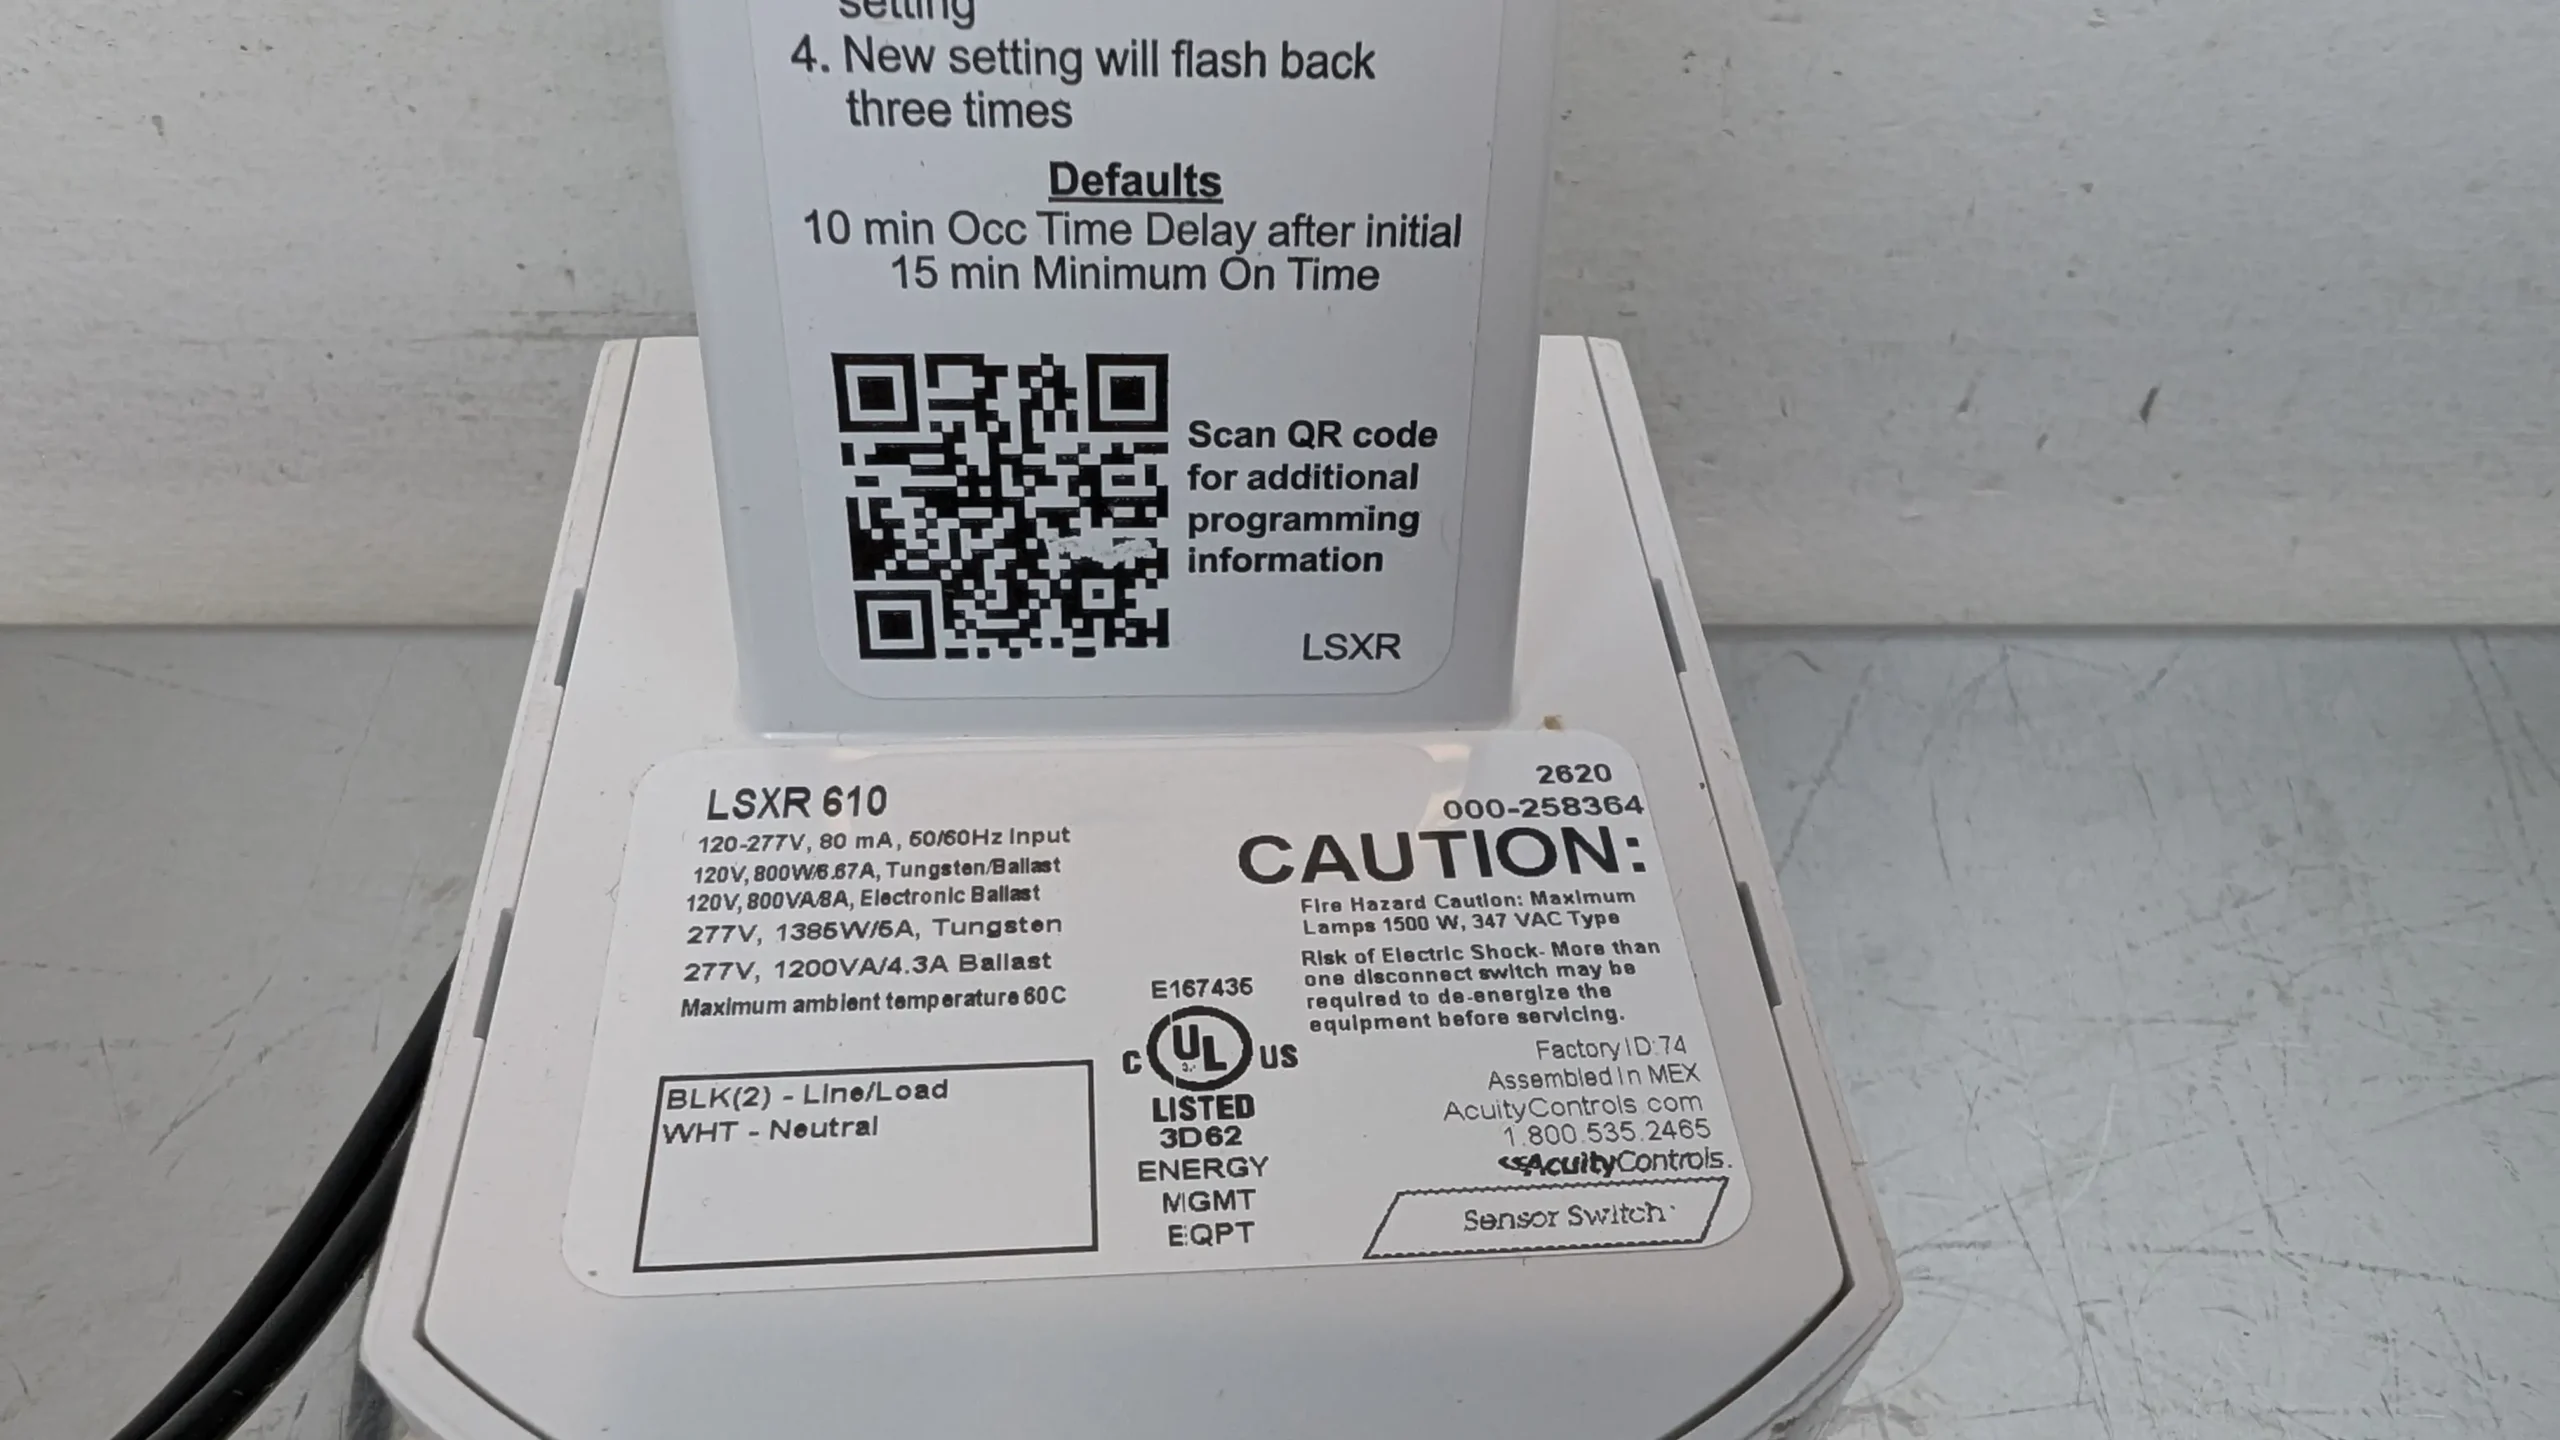 setting
4. New setting will flash back
three times
Defaults
10 min Occ Time Delay after initial
15 min Minimum On Time
Scan QR code
for additional
programming
information
LSXR
LSXR 610
120-277V, 80 mA, 50/60Hz Input
120V, 800W/6.67A, Tungsten/Ballast
120V, 800VA/8A, Electronic Ballast
277V, 1385W/5A, Tungsten
277V, 1200VA/4.3A Ballast
Maximum ambient temperature 60C
BLK(2) - Line/Load
WHT - Neutral
E167435
C UL US
LISTED
3D62
ENERGY
MGMT
EQPT
2620
000-258364
CAUTION:
Fire Hazard Caution: Maximum
Lamps 1500 W, 347 VAC Type
Risk of Electric Shock- More than
one disconnect switch may be
required to de-energize the
equipment before servicing.
Factory ID:74
Assembled In MEX
AcuityControls.com
1.800.535.2465
AcuityControls.
Sensor Switch